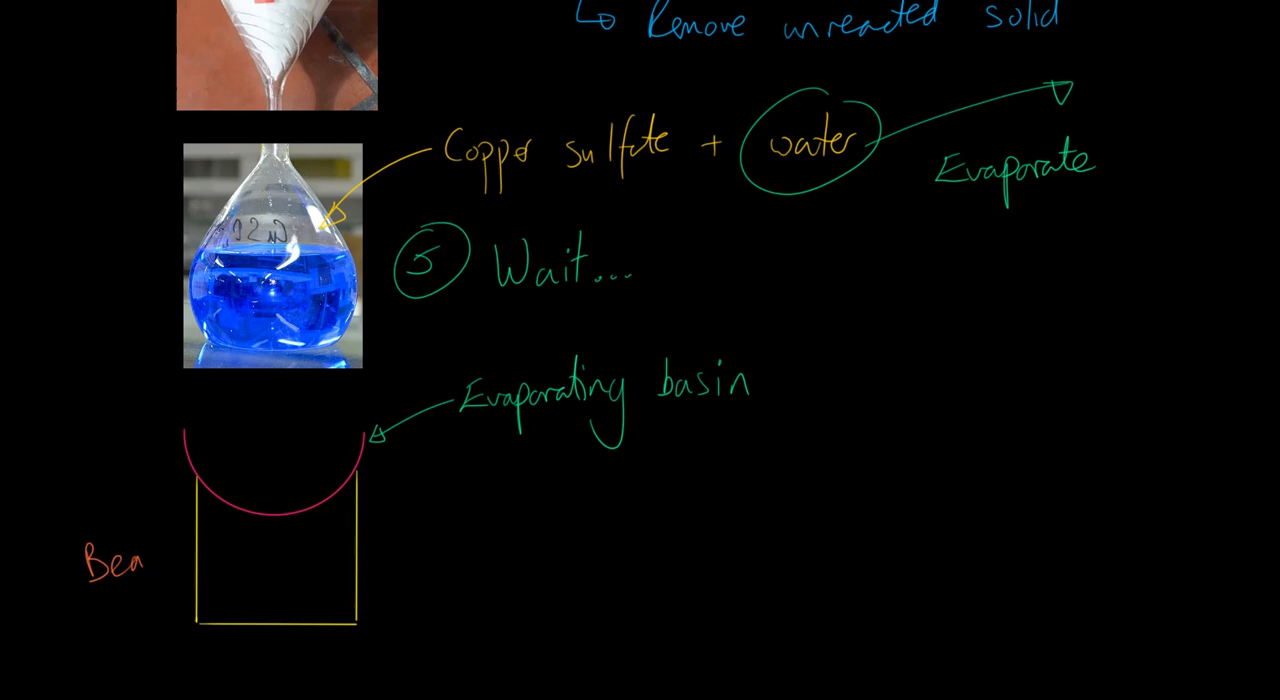 Remove unreacted solid
Copper sulfate + water
Evaporate
5 Wait...
Evaporating basin
Bea